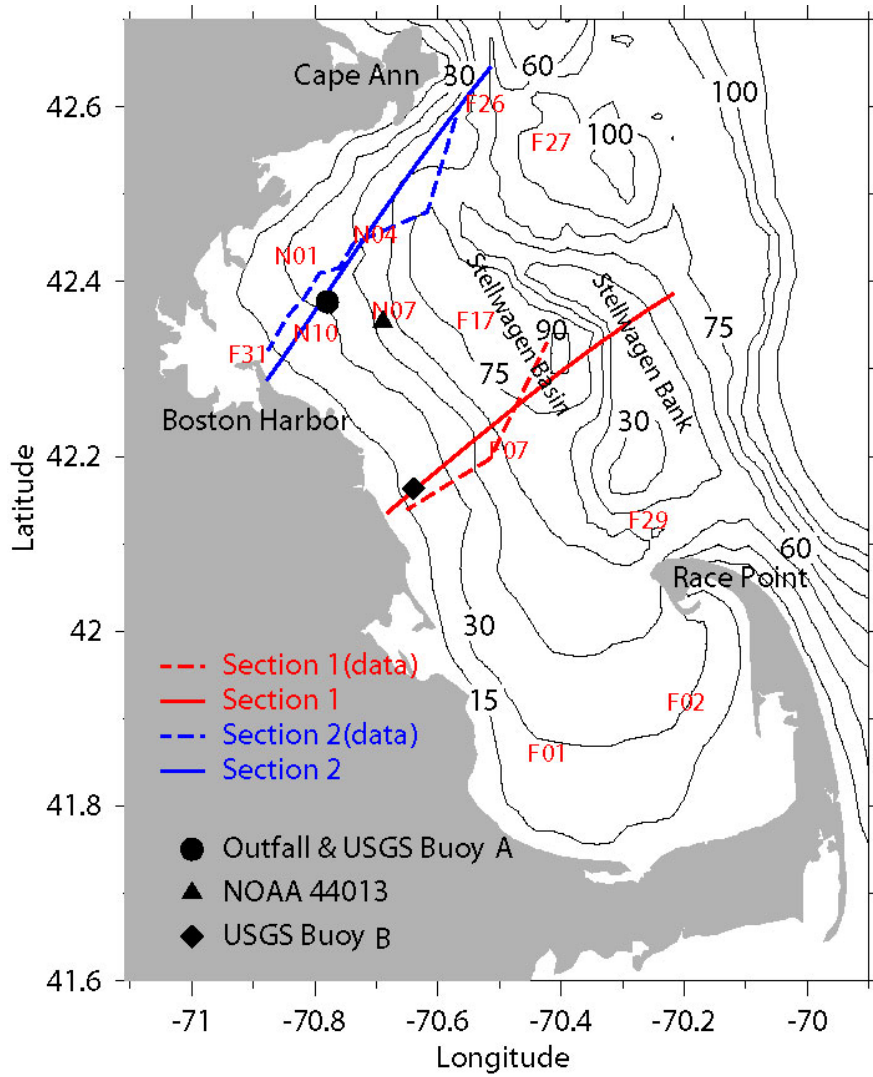 30
60
Cape Ann
100
42.6
F26
F27
100
N04
N01
42.4
Stellwagen Basin
Stellwagen Bank
N07
F17
N10
90
75
F31
75
Boston Harbor
30
42.2
F07
Latitude
F29
60
Race Point
42
30
Section 1(data)
Section 1
15
F02
Section 2(data)
F01
Section 2
41.8
Outfall & USGS Buoy A
NOAA 44013
USGS Buoy B
41.6
-71
-70.8
-70.6
-70.4
-70.2
-70
Longitude